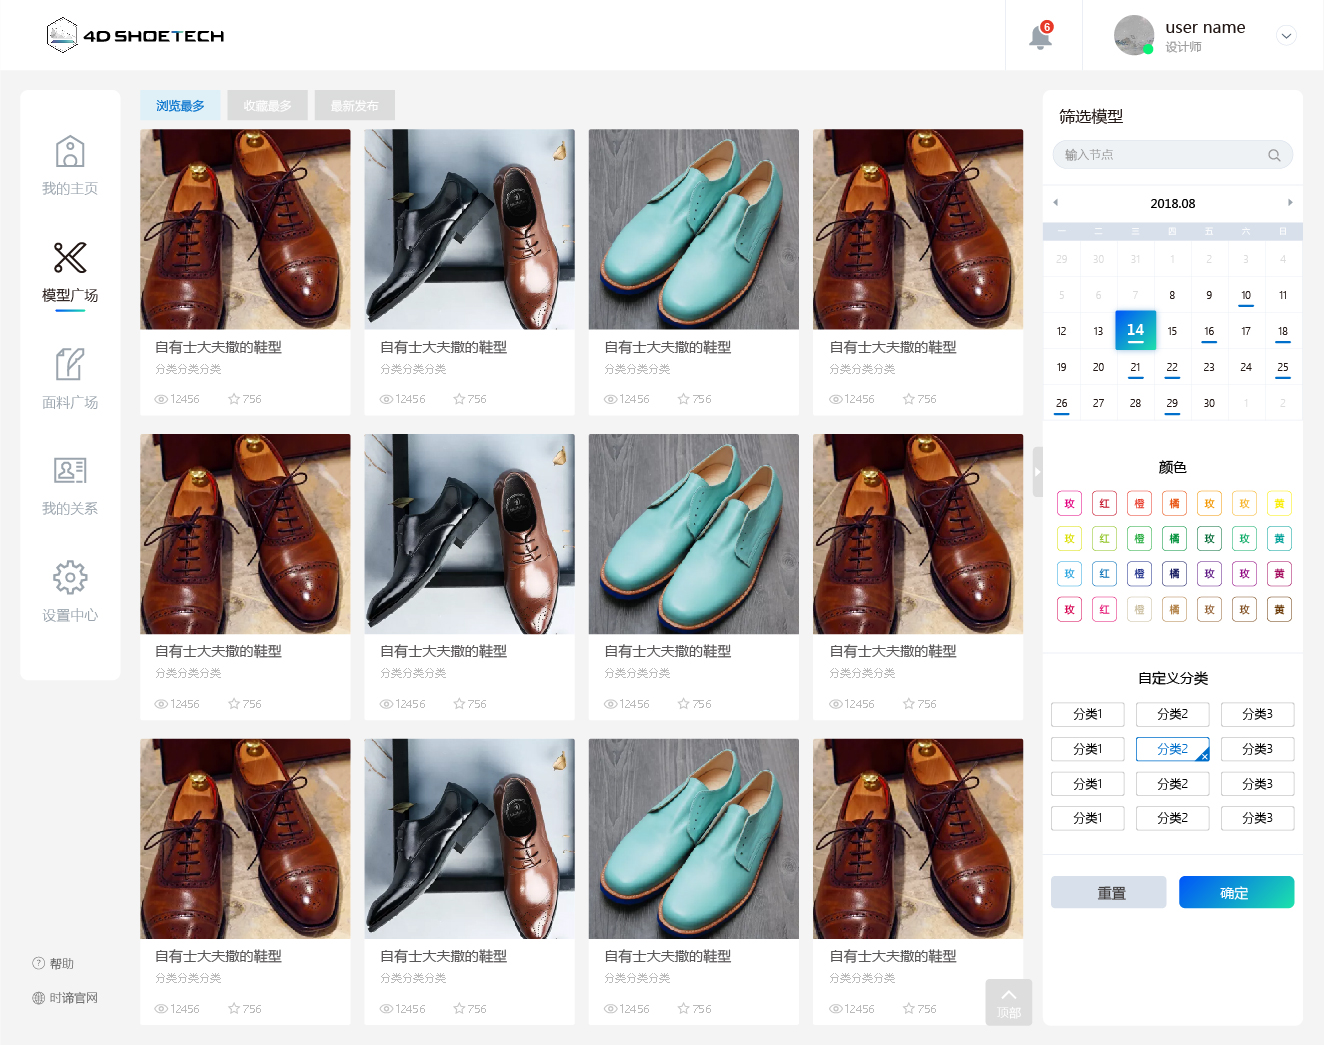 4D SHOETECH
6
user name
设计师
我的主页
模型广场
面料广场
我的关系
设置中心
帮助
时谛官网
浏览最多 收藏最多 最新发布
自有士大夫撒的鞋型 自有士大夫撒的鞋型 自有士大夫撒的鞋型 自有士大夫撒的鞋型
分类分类分类 分类分类分类 分类分类分类 分类分类分类
12456 756 12456 756 12456 756 12456 756
自有士大夫撒的鞋型 自有士大夫撒的鞋型 自有士大夫撒的鞋型 自有士大夫撒的鞋型
分类分类分类 分类分类分类 分类分类分类 分类分类分类
12456 756 12456 756 12456 756 12456 756
自有士大夫撒的鞋型 自有士大夫撒的鞋型 自有士大夫撒的鞋型 自有士大夫撒的鞋型
分类分类分类 分类分类分类 分类分类分类 分类分类分类
12456 756 12456 756 12456 756 12456 756
顶部
筛选模型
输入节点
2018.08
一 二 三 四 五 六 日
29 30 31 1 2 3 4
5 6 7 8 9 10 11
12 13 14 15 16 17 18
19 20 21 22 23 24 25
26 27 28 29 30 1 2
颜色
玫 红 橙 橘 玫 玫 黄
玫 红 橙 橘 玫 玫 黄
玫 红 橙 橘 玫 玫 黄
玫 红 橙 橘 玫 玫 黄
自定义分类
分类1 分类2 分类3
分类1 分类2 分类3
分类1 分类2 分类3
分类1 分类2 分类3
重置 确定